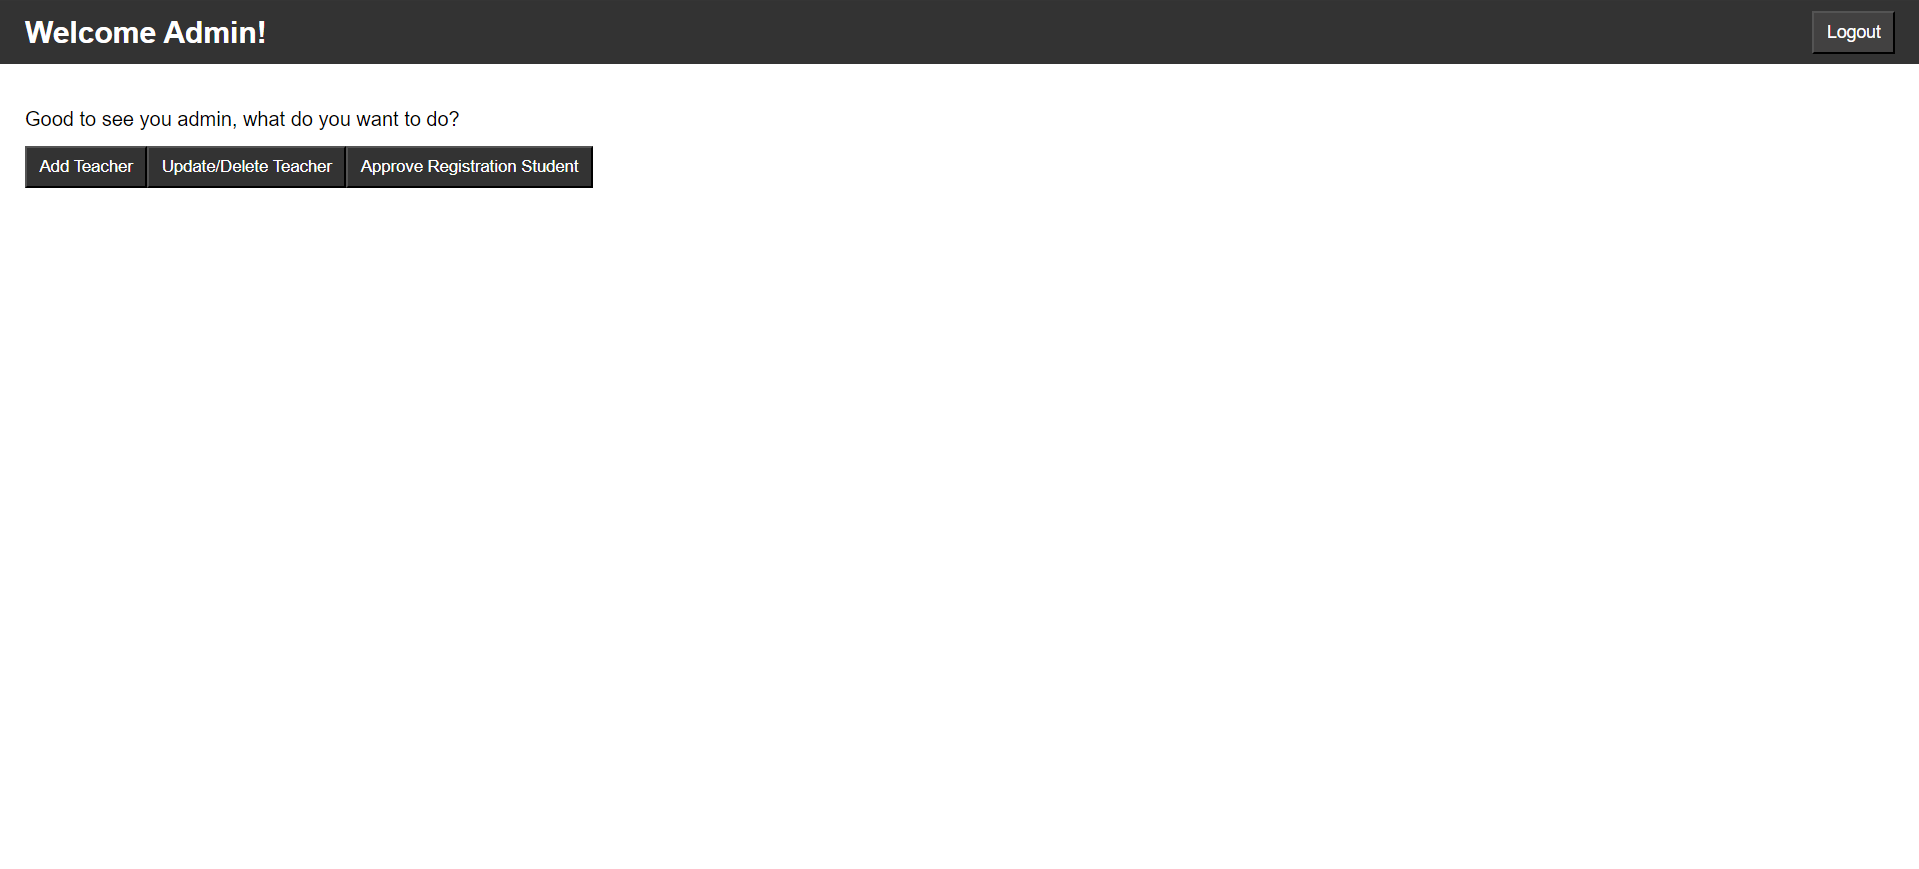 Welcome Admin! Logout
Good to see you admin, what do you want to do?
Add Teacher Update/Delete Teacher Approve Registration Student